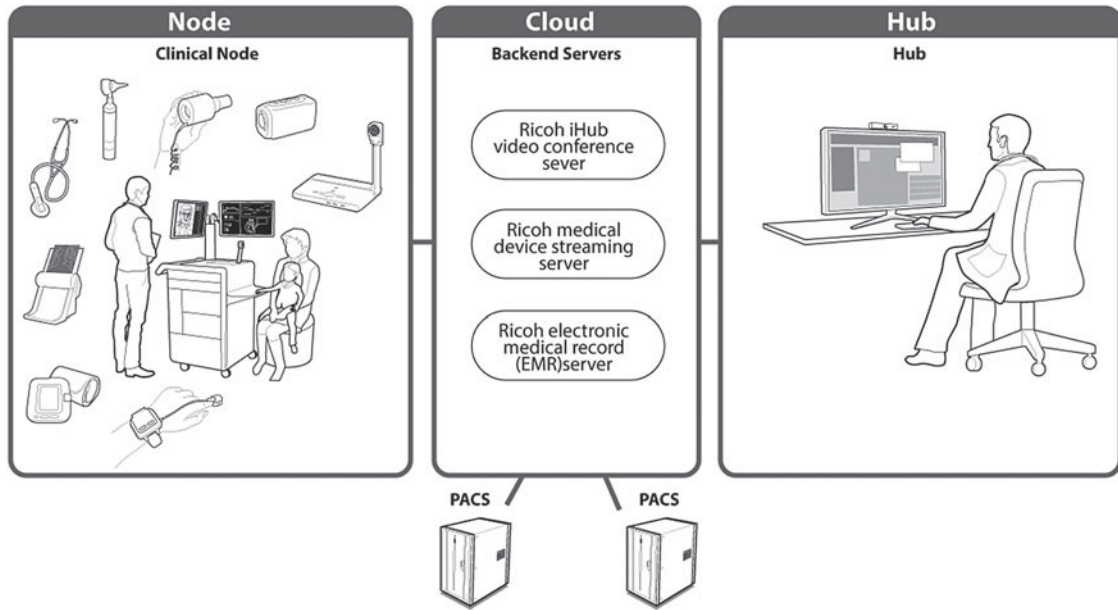 Node
Clinical Node
Cloud
Backend Servers
Ricoh iHub
video conference
sever
Ricoh medical
device streaming
server
Ricoh electronic
medical record
(EMR)server
Hub
Hub
PACS
PACS